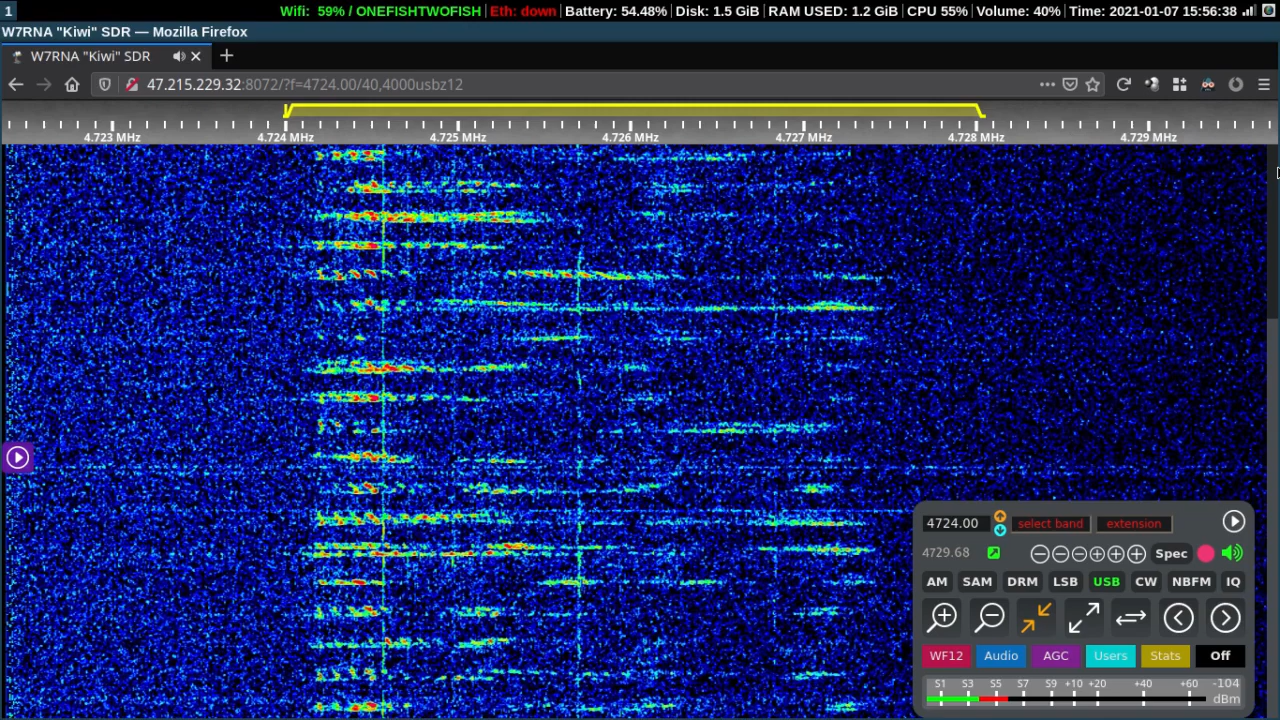 1 Wifi: 59% / ONEFISHTWOFISH | Eth: down | Battery: 54.48% | Disk: 1.5 GiB | RAM USED: 1.2 GiB | CPU 55% | Volume: 40% | Time: 2021-01-07 15:56:38
W7RNA "Kiwi" SDR — Mozilla Firefox
W7RNA "Kiwi" SDR
47.215.229.32:8072/?f=4724.00/40,4000usbz12
4.723 MHz 4.724 MHz 4.725 MHz 4.726 MHz 4.727 MHz 4.728 MHz 4.729 MHz
4724.00 select band extension
4729.68 Spec
AM SAM DRM LSB USB CW NBFM IQ
WF12 Audio AGC Users Stats Off
S1 S3 S5 S7 S9 +10 +20 +40 +60 -104
dBm